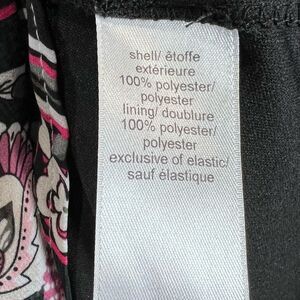 shell/ étoffe
extérieure
100% polyester/
polyester
lining/ doublure
100% polyester/
polyester
exclusive of elastic/
sauf élastique